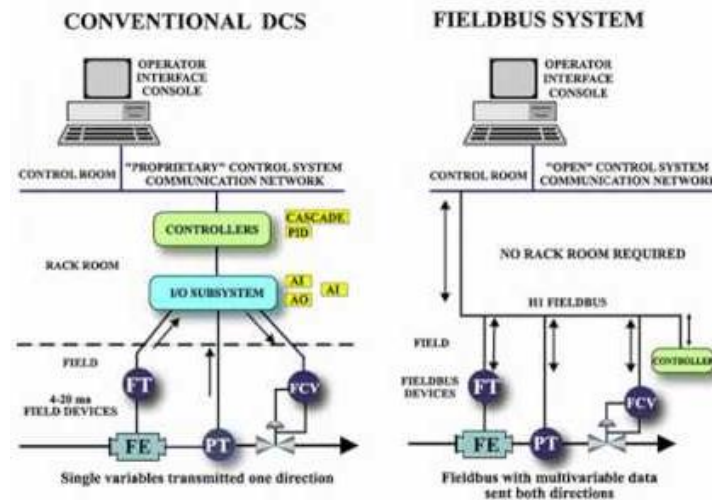 CONVENTIONAL DCS
OPERATOR
INTERFACE
CONSOLE
CONTROL ROOM
"PROPRIETARY" CONTROL SYSTEM
COMMUNICATION NETWORK
CONTROLLERS
CASCADE
PID
RACK ROOM
I/O SUBSYSTEM
AI
AO
AI
FIELD
FT
FCV
4-20 ma
FIELD DEVICES
FE
PT
Single variables transmitted one direction
FIELDBUS SYSTEM
OPERATOR
INTERFACE
CONSOLE
CONTROL ROOM
"OPEN" CONTROL SYSTEM
COMMUNICATION NETWORK
NO RACK ROOM REQUIRED
H1 FIELDBUS
FIELD
CONTROLLER
FIELDBUS
DEVICES
FT
FCV
FE
PT
Fieldbus with multivariable data
sent both directions